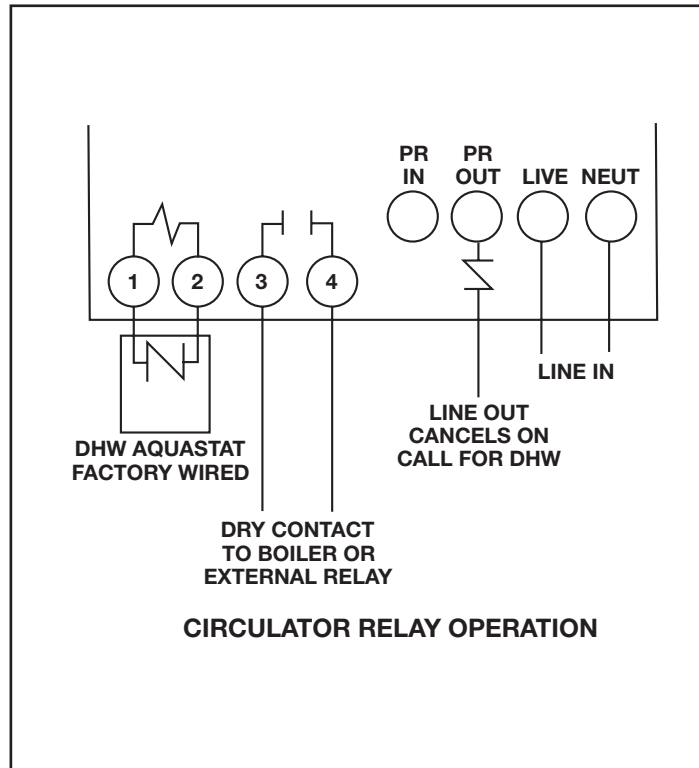 PR IN
PR OUT
LIVE
NEUT
1
2
3
4
LINE IN
DHW AQUASTAT
FACTORY WIRED
LINE OUT
CANCELS ON
CALL FOR DHW
DRY CONTACT
TO BOILER OR
EXTERNAL RELAY
CIRCULATOR RELAY OPERATION